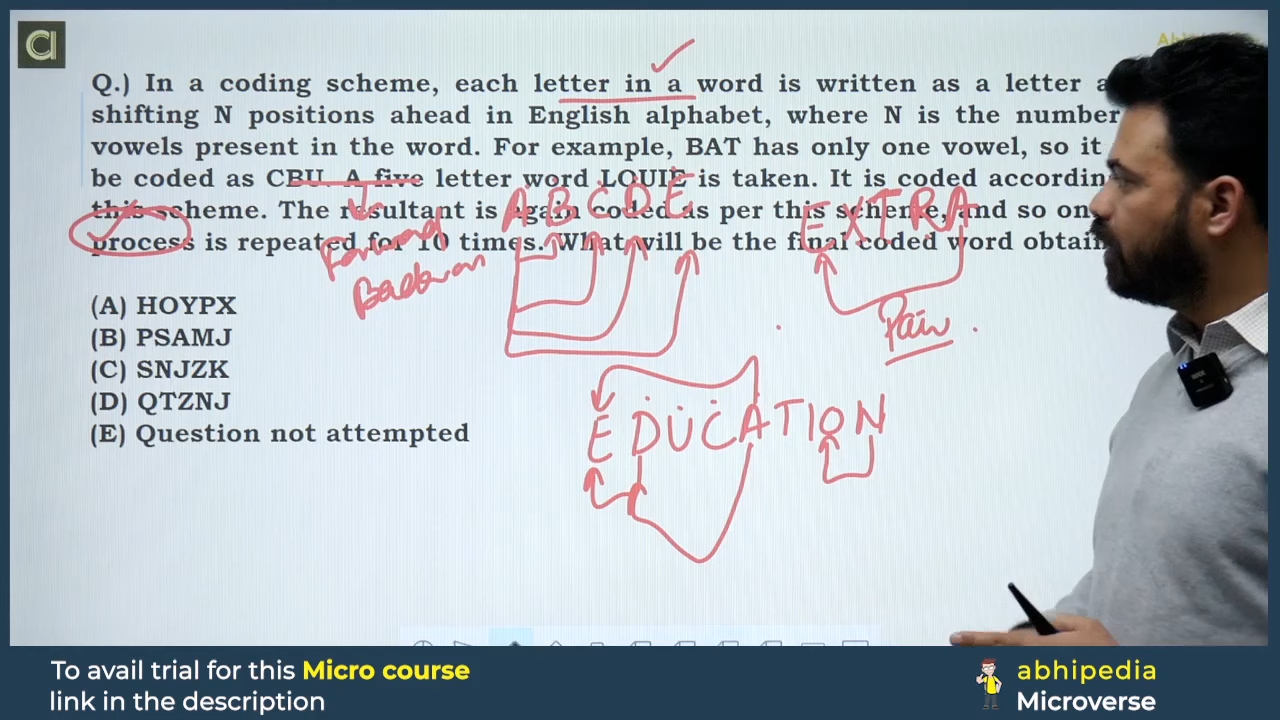 Q.) In a coding scheme, each letter in a word is written as a letter
shifting N positions ahead in English alphabet, where N is the number
vowels present in the word. For example, BAT has only one vowel, so it
be coded as CBU. A five letter word LOUIE is taken. It is coded
this scheme. The resultant is again coded as per this scheme, and so on
process is repeated for 10 times. What will be the final coded word
(A) HOYPX
(B) PSAMJ
(C) SNJZK
(D) QTZNJ
(E) Question not attempted
A B C D E
EXTRA
Forward
Pair
EDUCATION
To avail trial for this Micro course
link in the description
abhipedia
Microverse